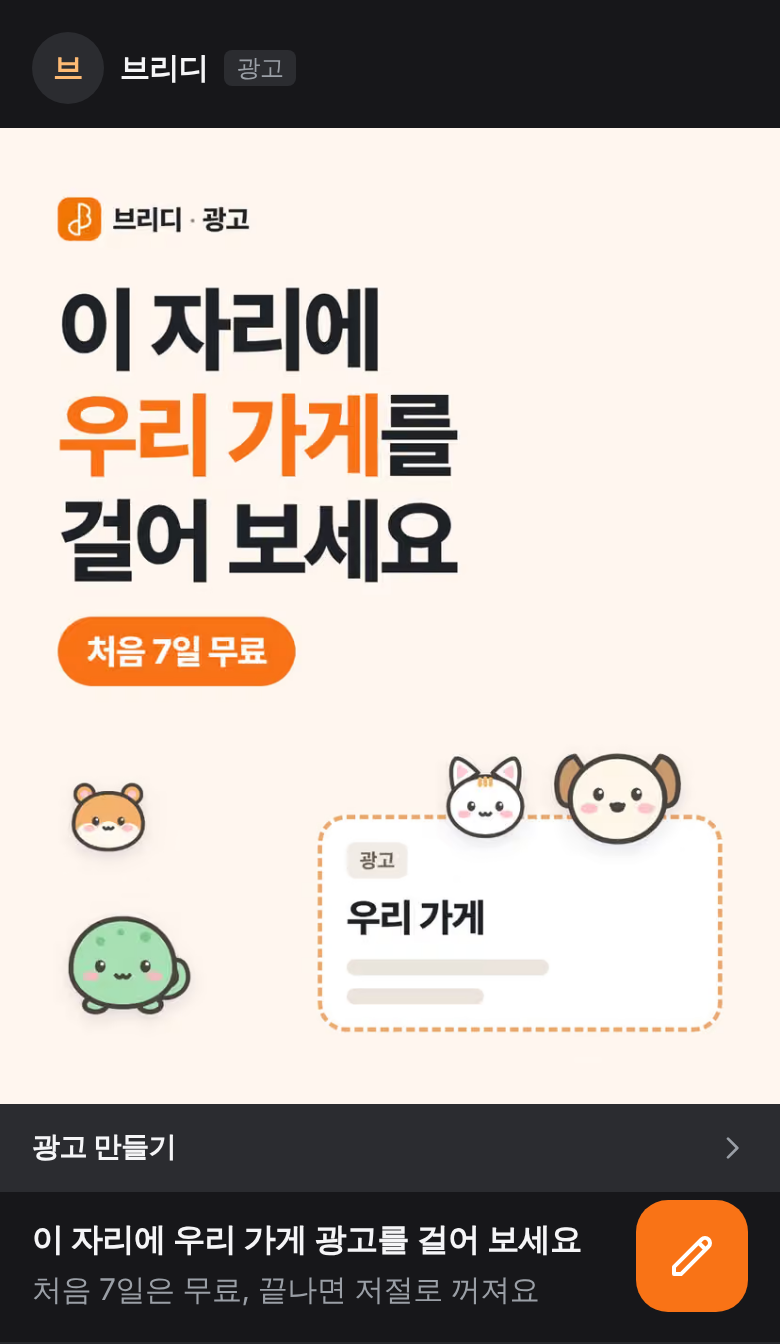 브 브리디 광고
브리디 · 광고
이 자리에
우리 가게를
걸어 보세요
처음 7일 무료
광고
우리 가게
광고 만들기
이 자리에 우리 가게 광고를 걸어 보세요
처음 7일은 무료, 끝나면 저절로 꺼져요